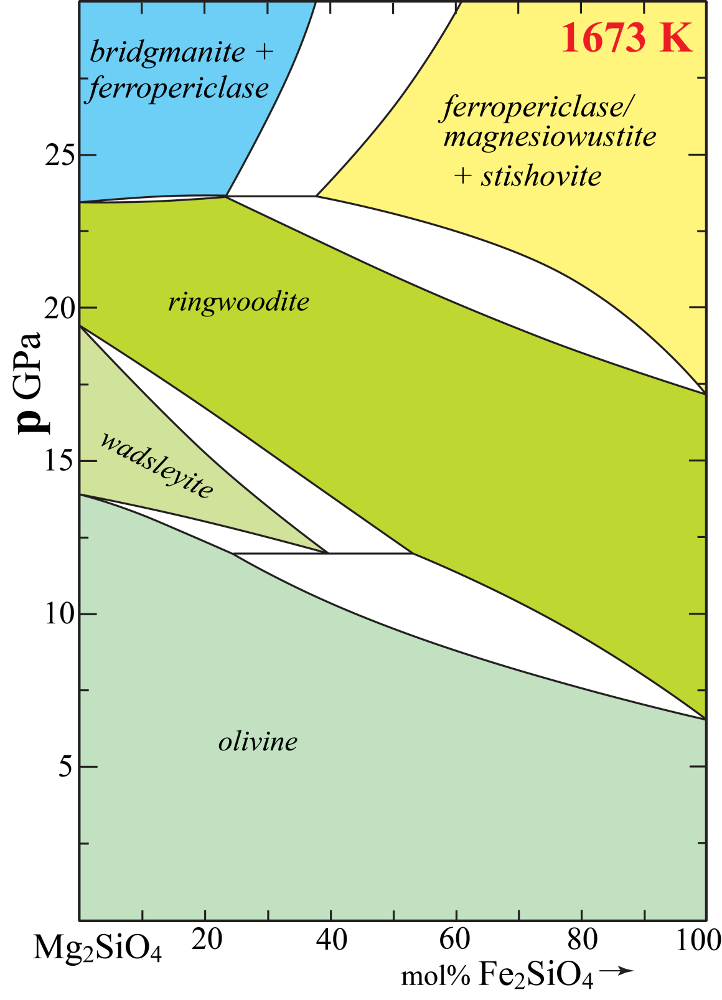 1673 K
bridgmanite +
ferropericlase
ferropericlase/
magnesiowustite
+ stishovite
25
ringwoodite
20
p GPa
wadsleyite
15
10
olivine
5
Mg₂SiO₄ 20 40 60 80 100
mol% Fe₂SiO₄ →